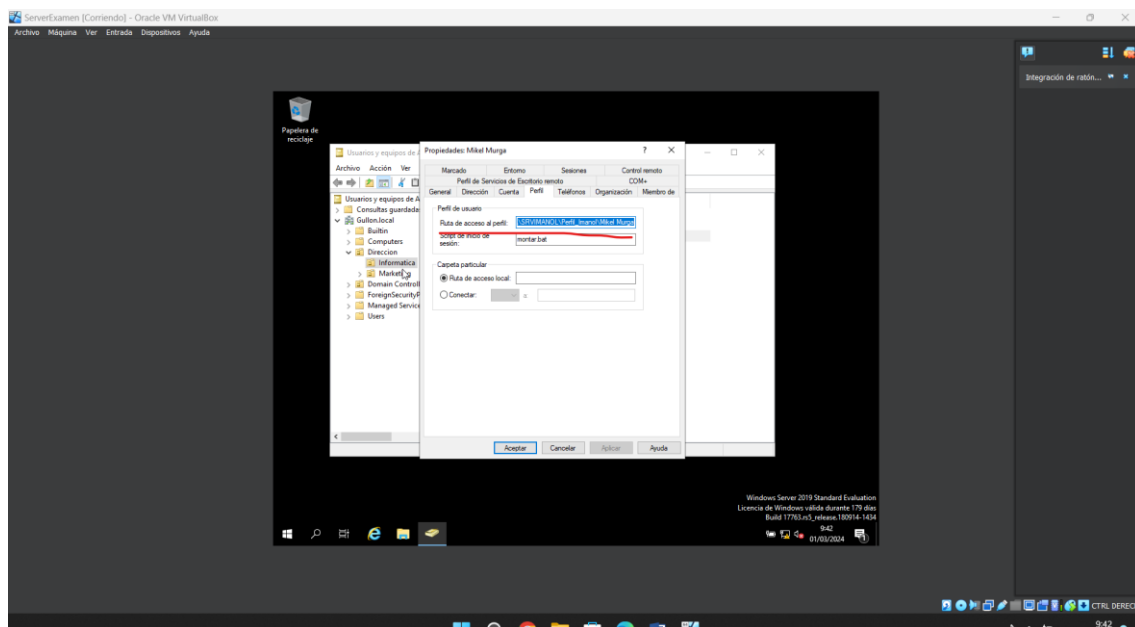 ServerExamen [Corriendo] - Oracle VM VirtualBox
Archivo Máquina Ver Entrada Dispositivos Ayuda
Integración de ratón...
Papelera de
reciclaje
Usuarios y equipos de A
Archivo Acción Ver
Usuarios y equipos de A
Consultas guardada
Gullon.local
Builtin
Computers
Direccion
Informatica
Marketing
Domain Controll
ForeignSecurityP
Managed Service
Users
Propiedades: Mikel Murga
Marcado Entorno Sesiones Control remoto
Perfil de Servicios de Escritorio remoto COM+
General Dirección Cuenta Perfil Teléfonos Organización Miembro de
Perfil de usuario
Ruta de acceso al perfil: \SRVIMANOL\Perfil_Imanol\Mikel Murga
Script de inicio de
sesión: montar.bat
Carpeta particular
Ruta de acceso local:
Conectar: a:
Aceptar Cancelar Aplicar Ayuda
Windows Server 2019 Standard Evaluation
Licencia de Windows válida durante 179 días
Build 17763.rs5_release.180914-1434
9:42
01/03/2024
CTRL DEREC
9:42